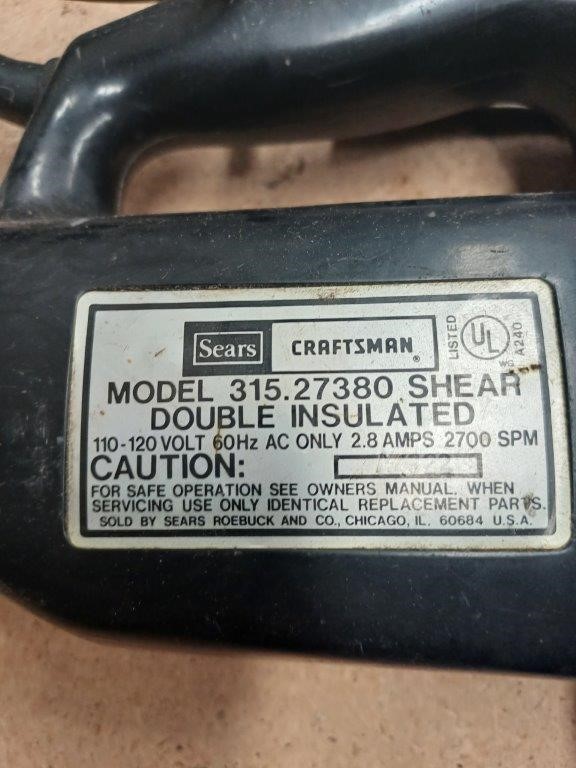 Sears CRAFTSMAN®
LISTED UL A240
MODEL 315.27380 SHEAR
DOUBLE INSULATED
110-120 VOLT 60Hz AC ONLY 2.8 AMPS 2700 SPM
CAUTION:
FOR SAFE OPERATION SEE OWNERS MANUAL. WHEN
SERVICING USE ONLY IDENTICAL REPLACEMENT PARTS.
SOLD BY SEARS ROEBUCK AND CO., CHICAGO, IL. 60684 U.S.A.